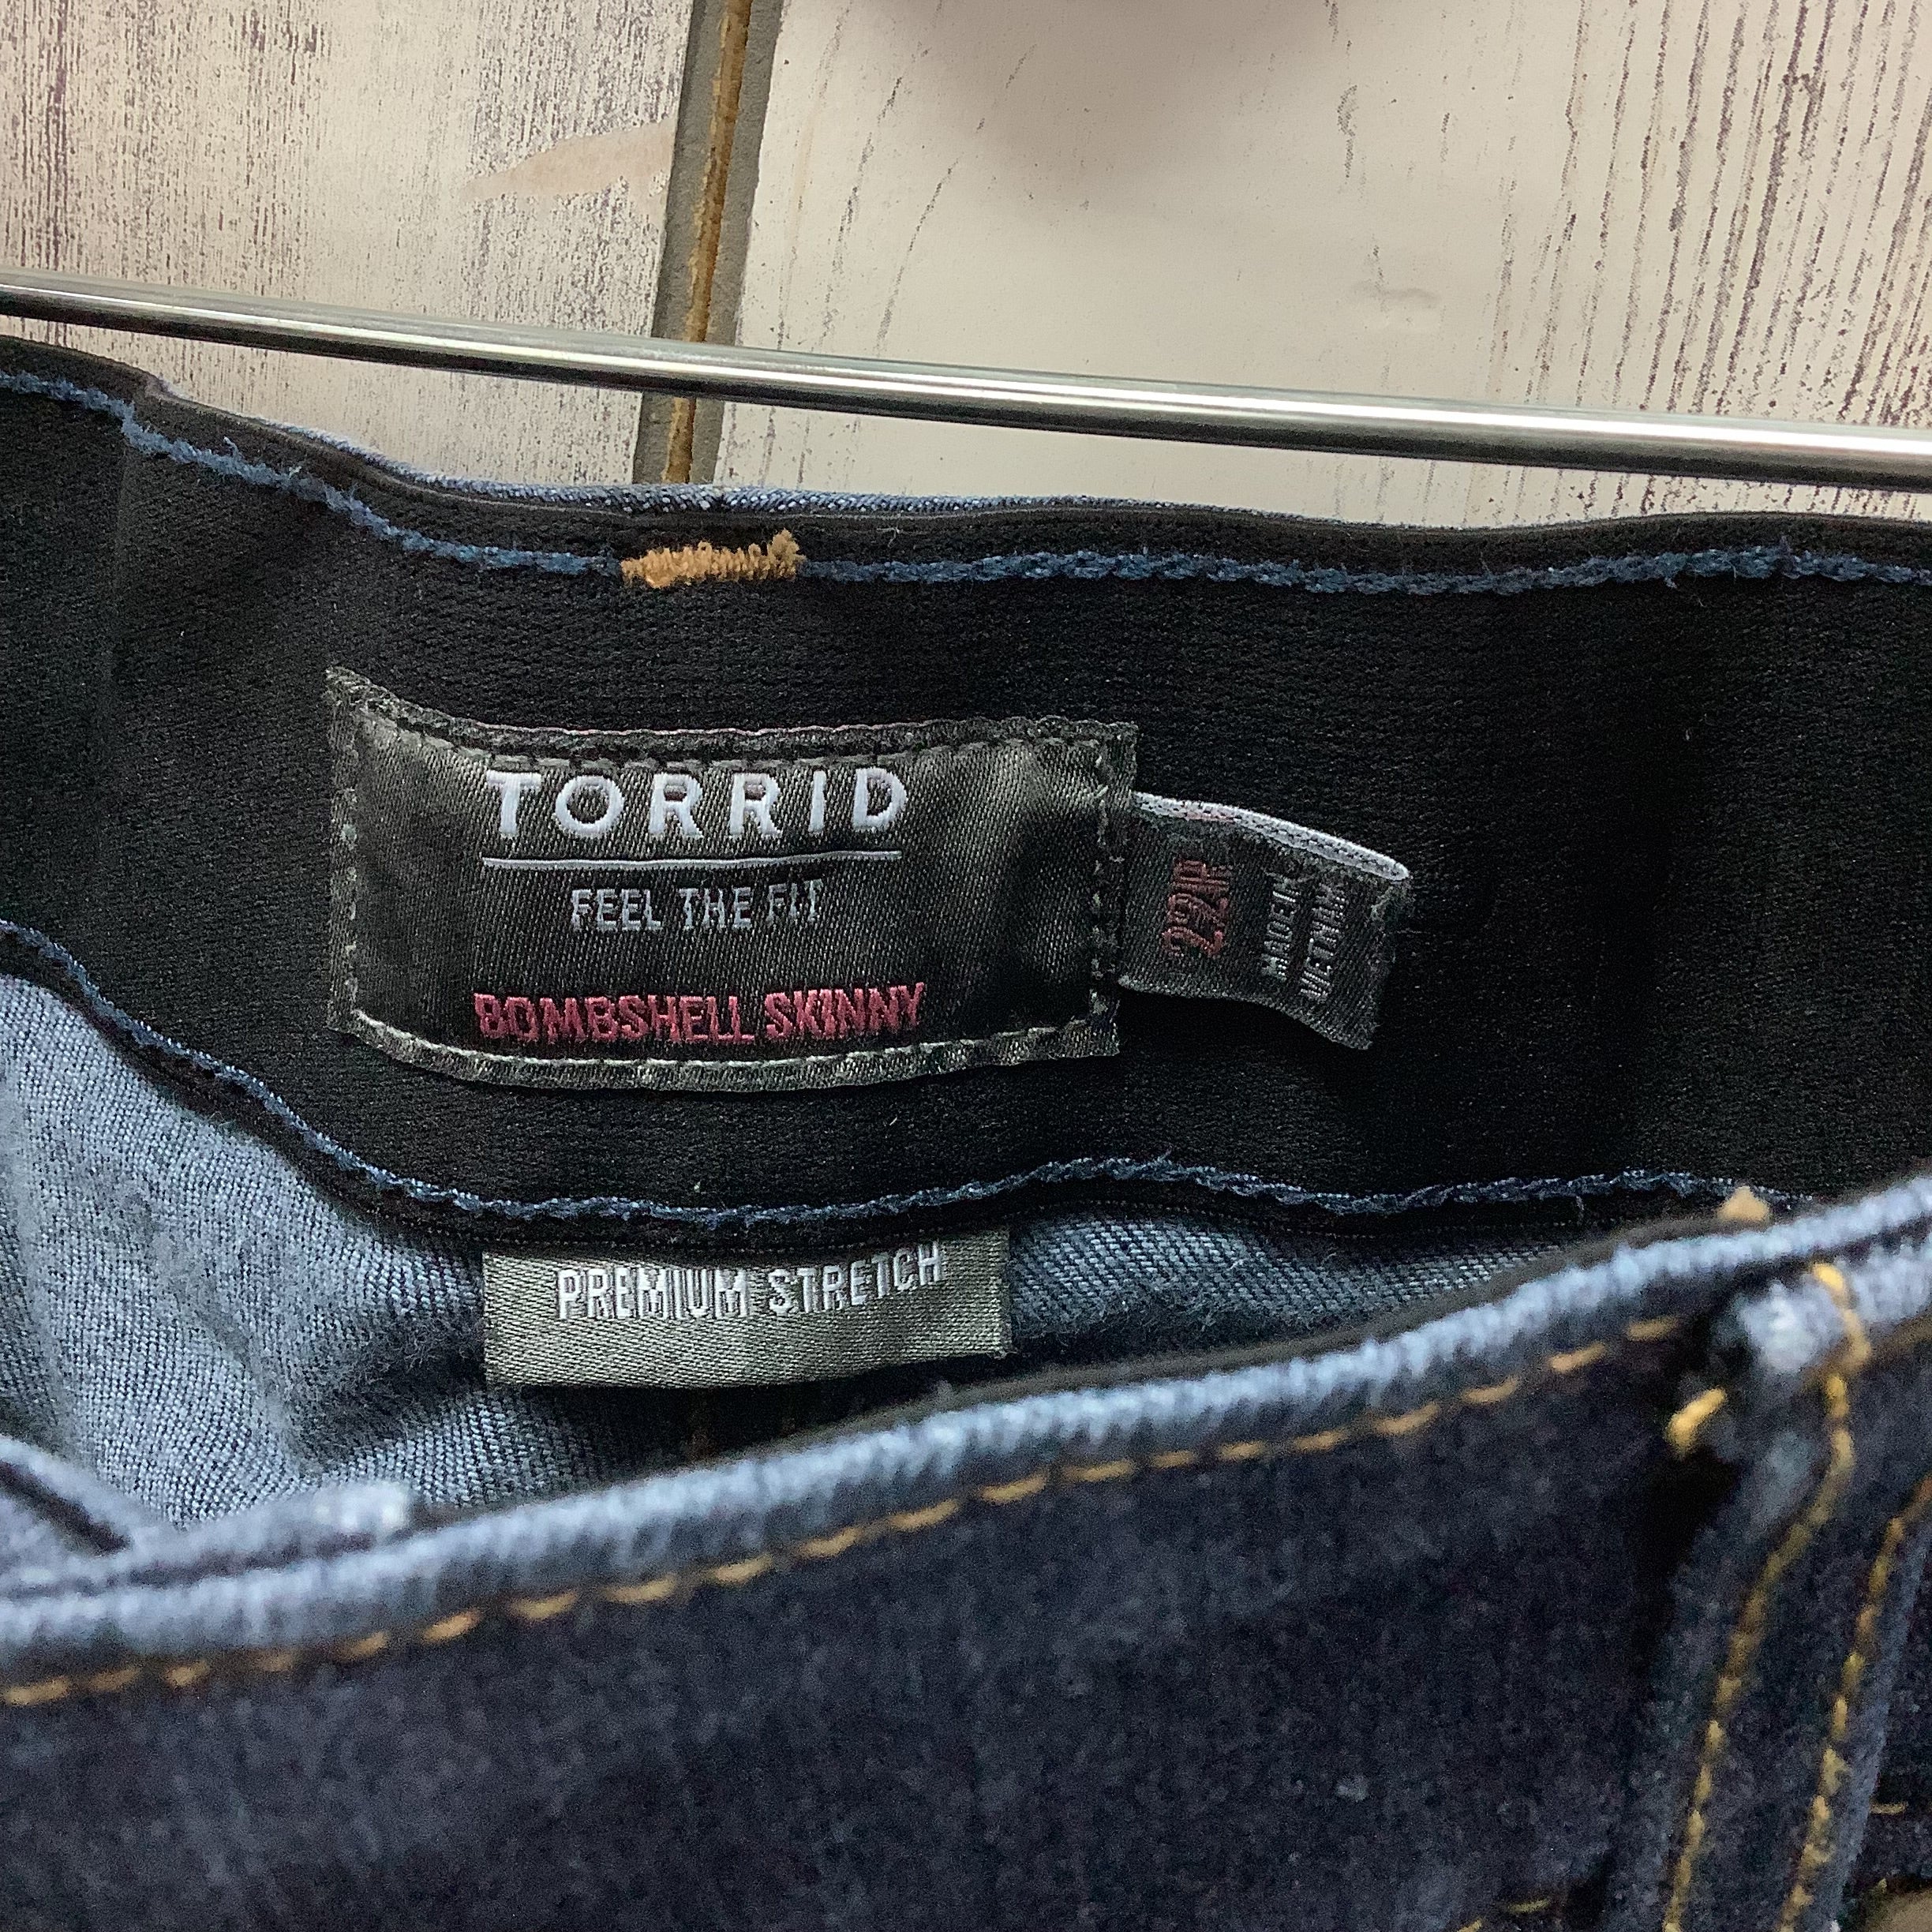 TORRID
FEEL THE FIT
BOMBSHELL SKINNY
22R
MADE IN
VIETNAM
PREMIUM STRETCH